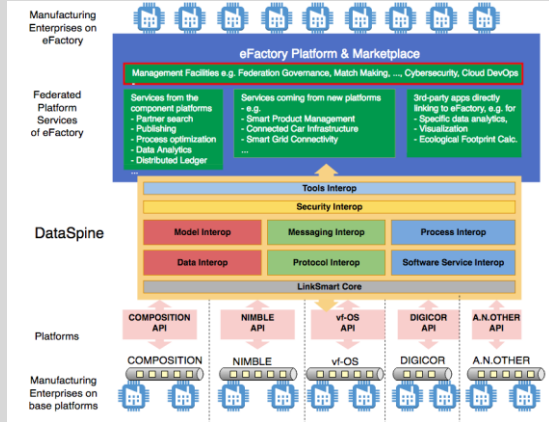 Manufacturing
Enterprises on
eFactory
eFactory Platform & Marketplace
Management Facilities e.g. Federation Governance, Match Making, ..., Cybersecurity, Cloud DevOps
Federated
Platform
Services
of eFactory
Services from the
component platforms
- Partner search
- Publishing
- Process optimization
- Data Analytics
- Distributed Ledger
Services coming from new platforms
- e.g.
- Smart Product Management
- Connected Car Infrastructure
- Smart Grid Connectivity
...
3rd-party apps directly
linking to eFactory, e.g. for
- Specific data analytics,
- Visualization
- Ecological Footprint Calc.
DataSpine
Tools Interop
Security Interop
Model Interop
Messaging Interop
Process Interop
Data Interop
Protocol Interop
Software Service Interop
LinkSmart Core
Platforms
COMPOSITION
API
NIMBLE
API
vf-OS
API
DIGICOR
API
A.N.OTHER
API
COMPOSITION
NIMBLE
vf-OS
DIGICOR
A.N.OTHER
Manufacturing
Enterprises on
base platforms